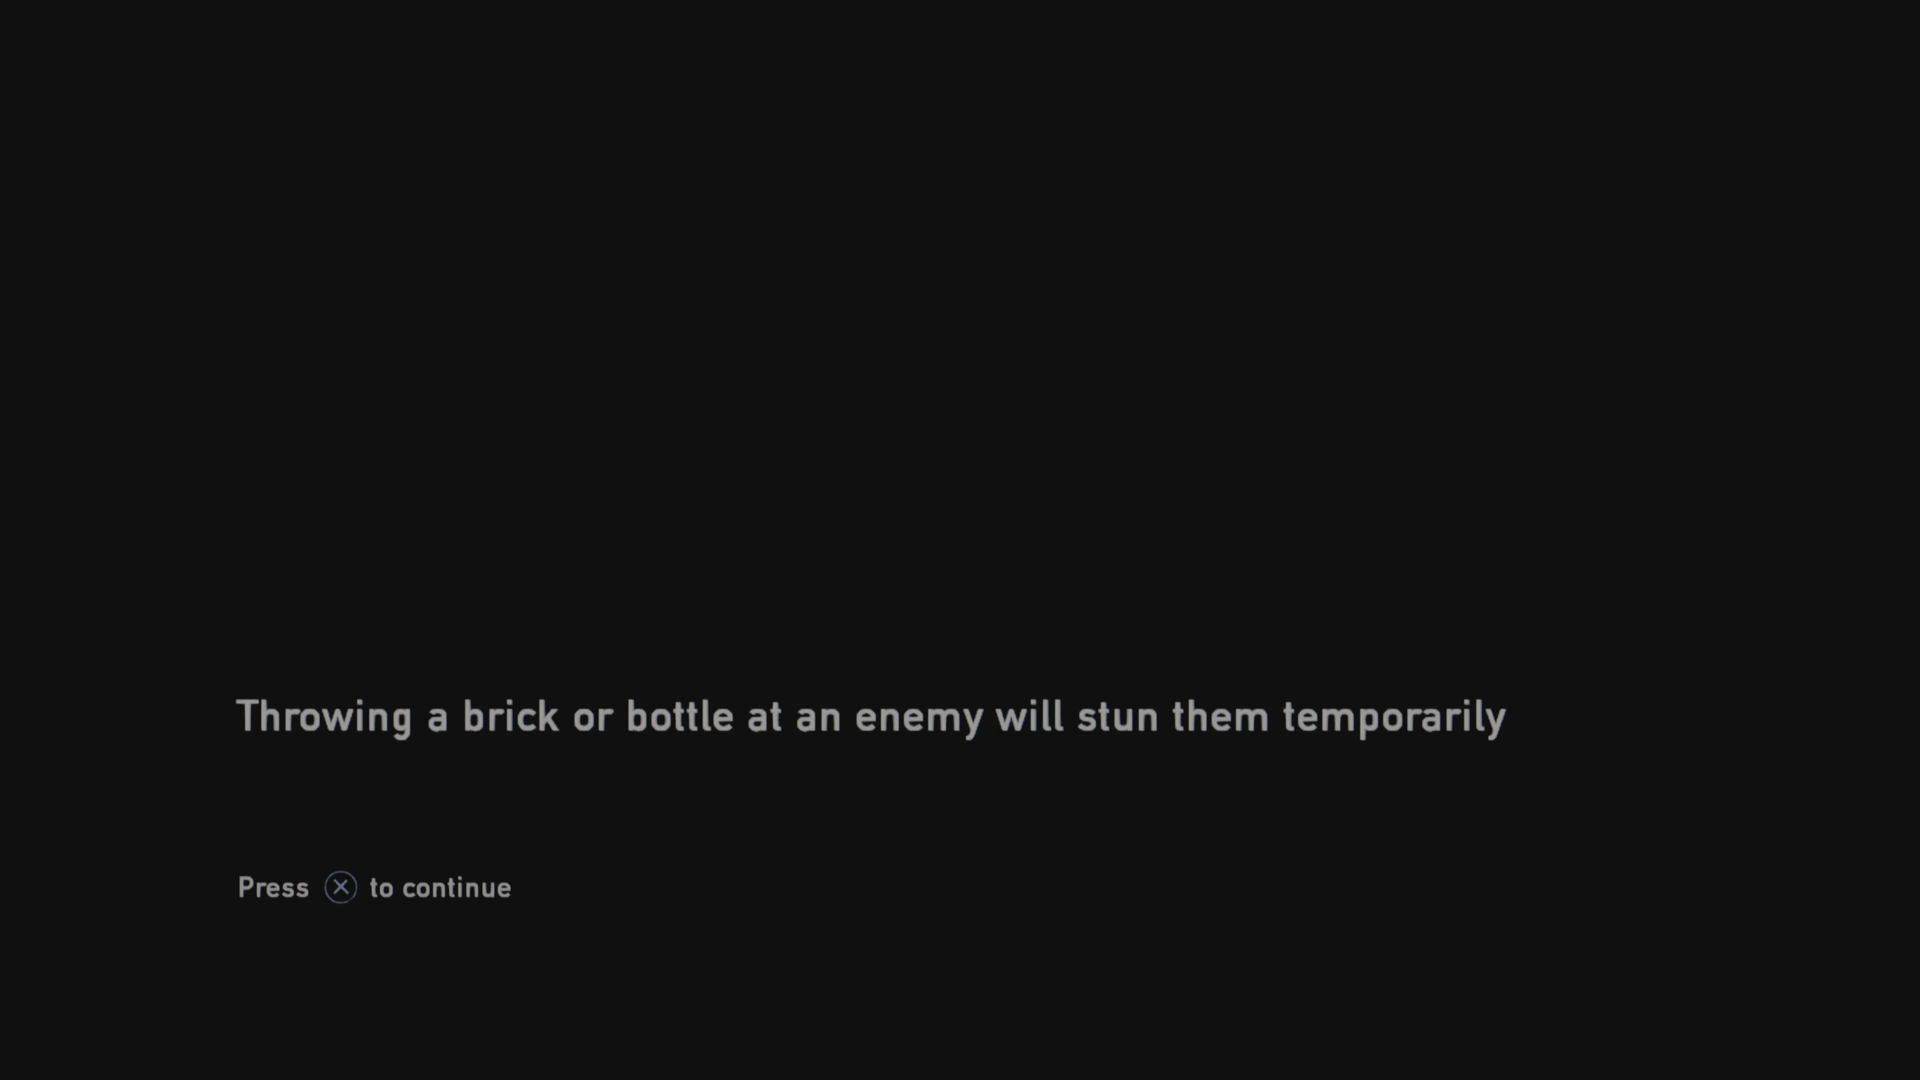 Throwing a brick or bottle at an enemy will stun them temporarily
Press ⓧ to continue